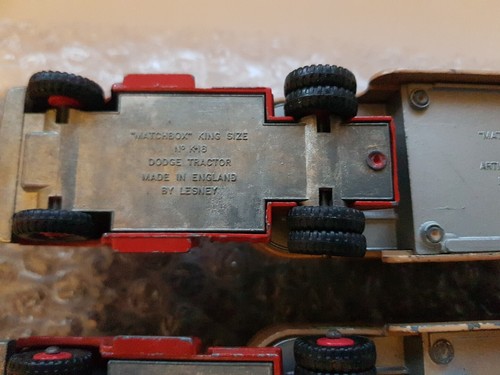 "MATCHBOX" KING SIZE
Nº K-18
DODGE TRACTOR
MADE IN ENGLAND
BY LESNEY